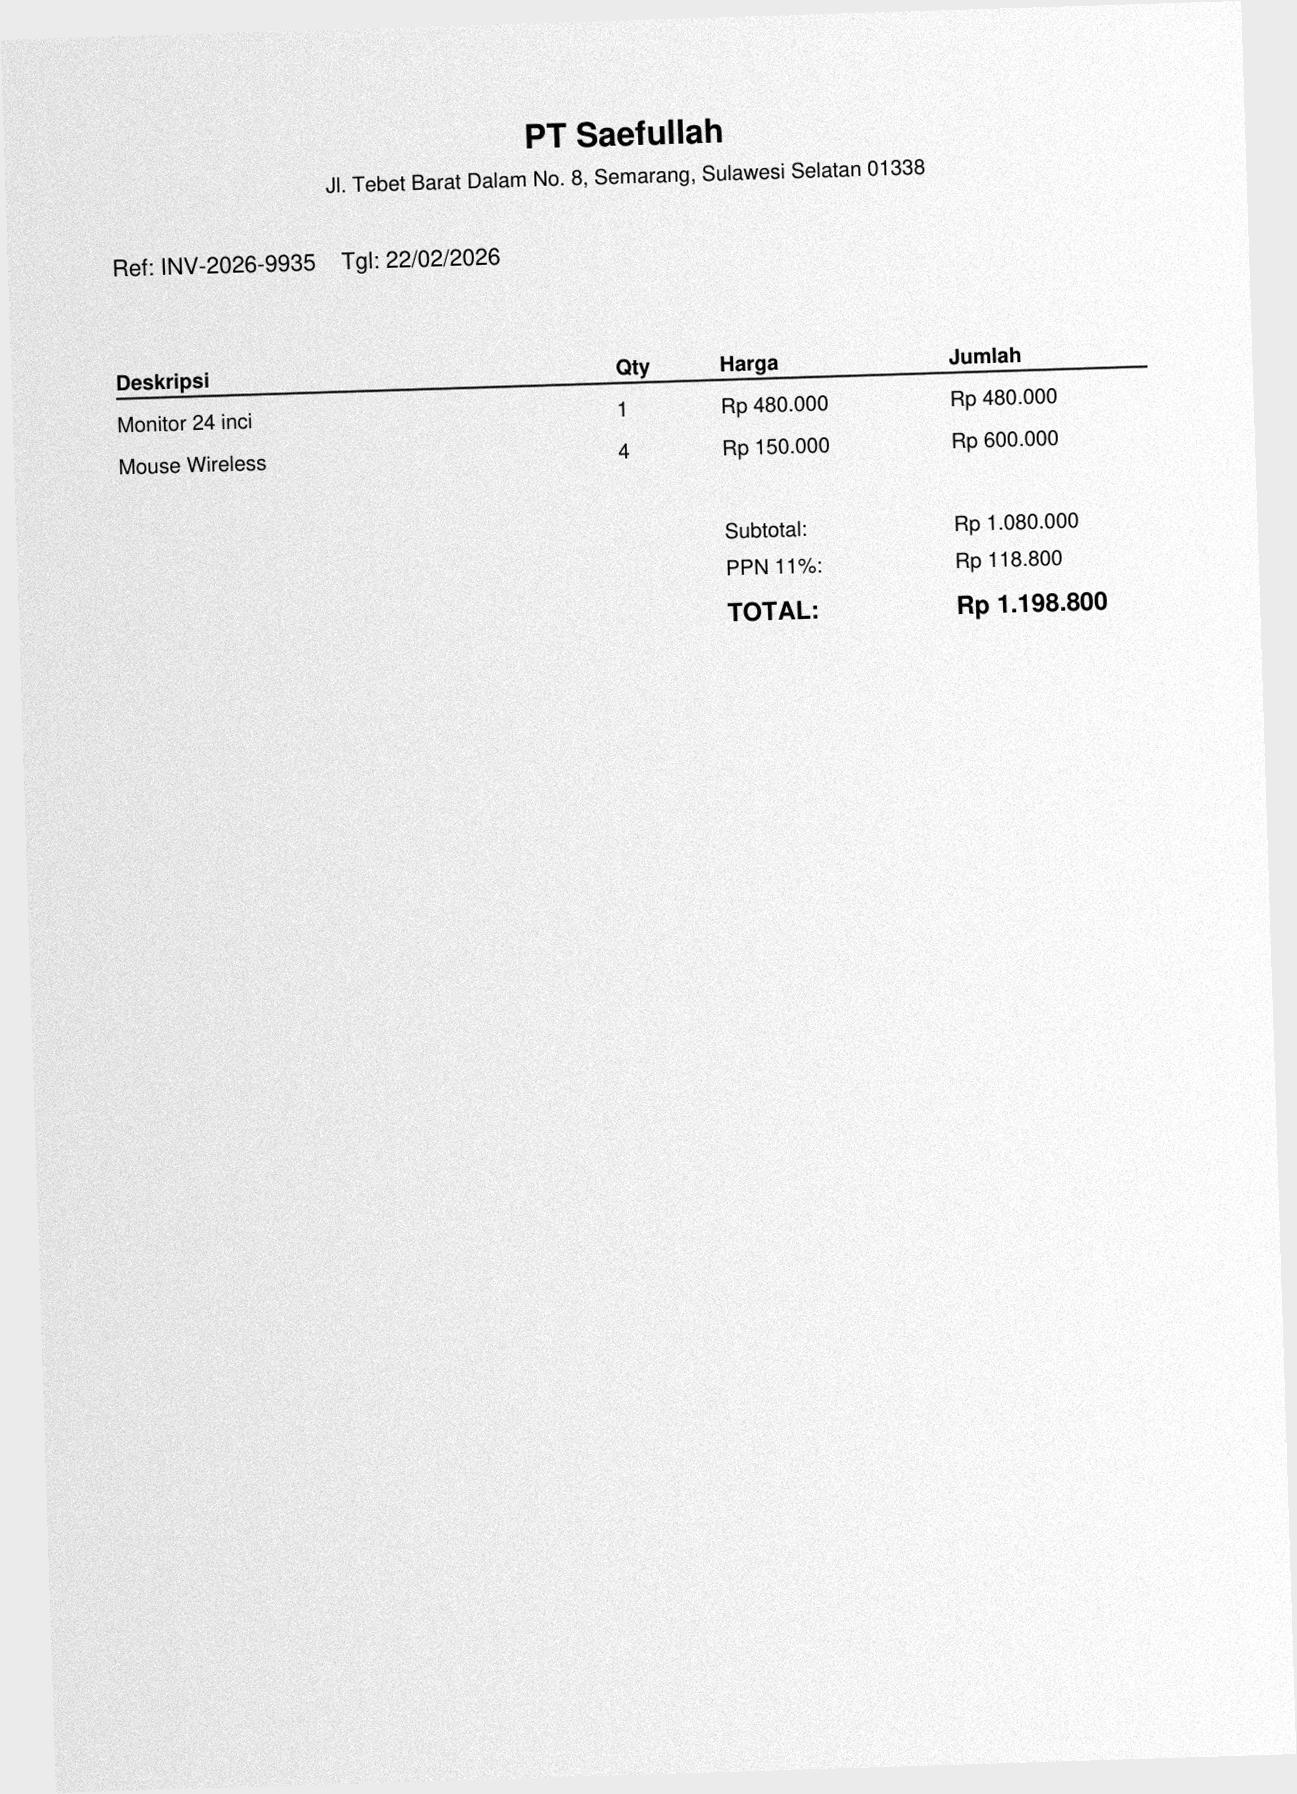 PT Saefullah
Jl. Tebet Barat Dalam No. 8, Semarang, Sulawesi Selatan 01338
Ref: INV-2026-9935 Tgl: 22/02/2026
Deskripsi Qty Harga Jumlah
Monitor 24 inci 1 Rp 480.000 Rp 480.000
Mouse Wireless 4 Rp 150.000 Rp 600.000
Subtotal: Rp 1.080.000
PPN 11%: Rp 118.800
TOTAL: Rp 1.198.800